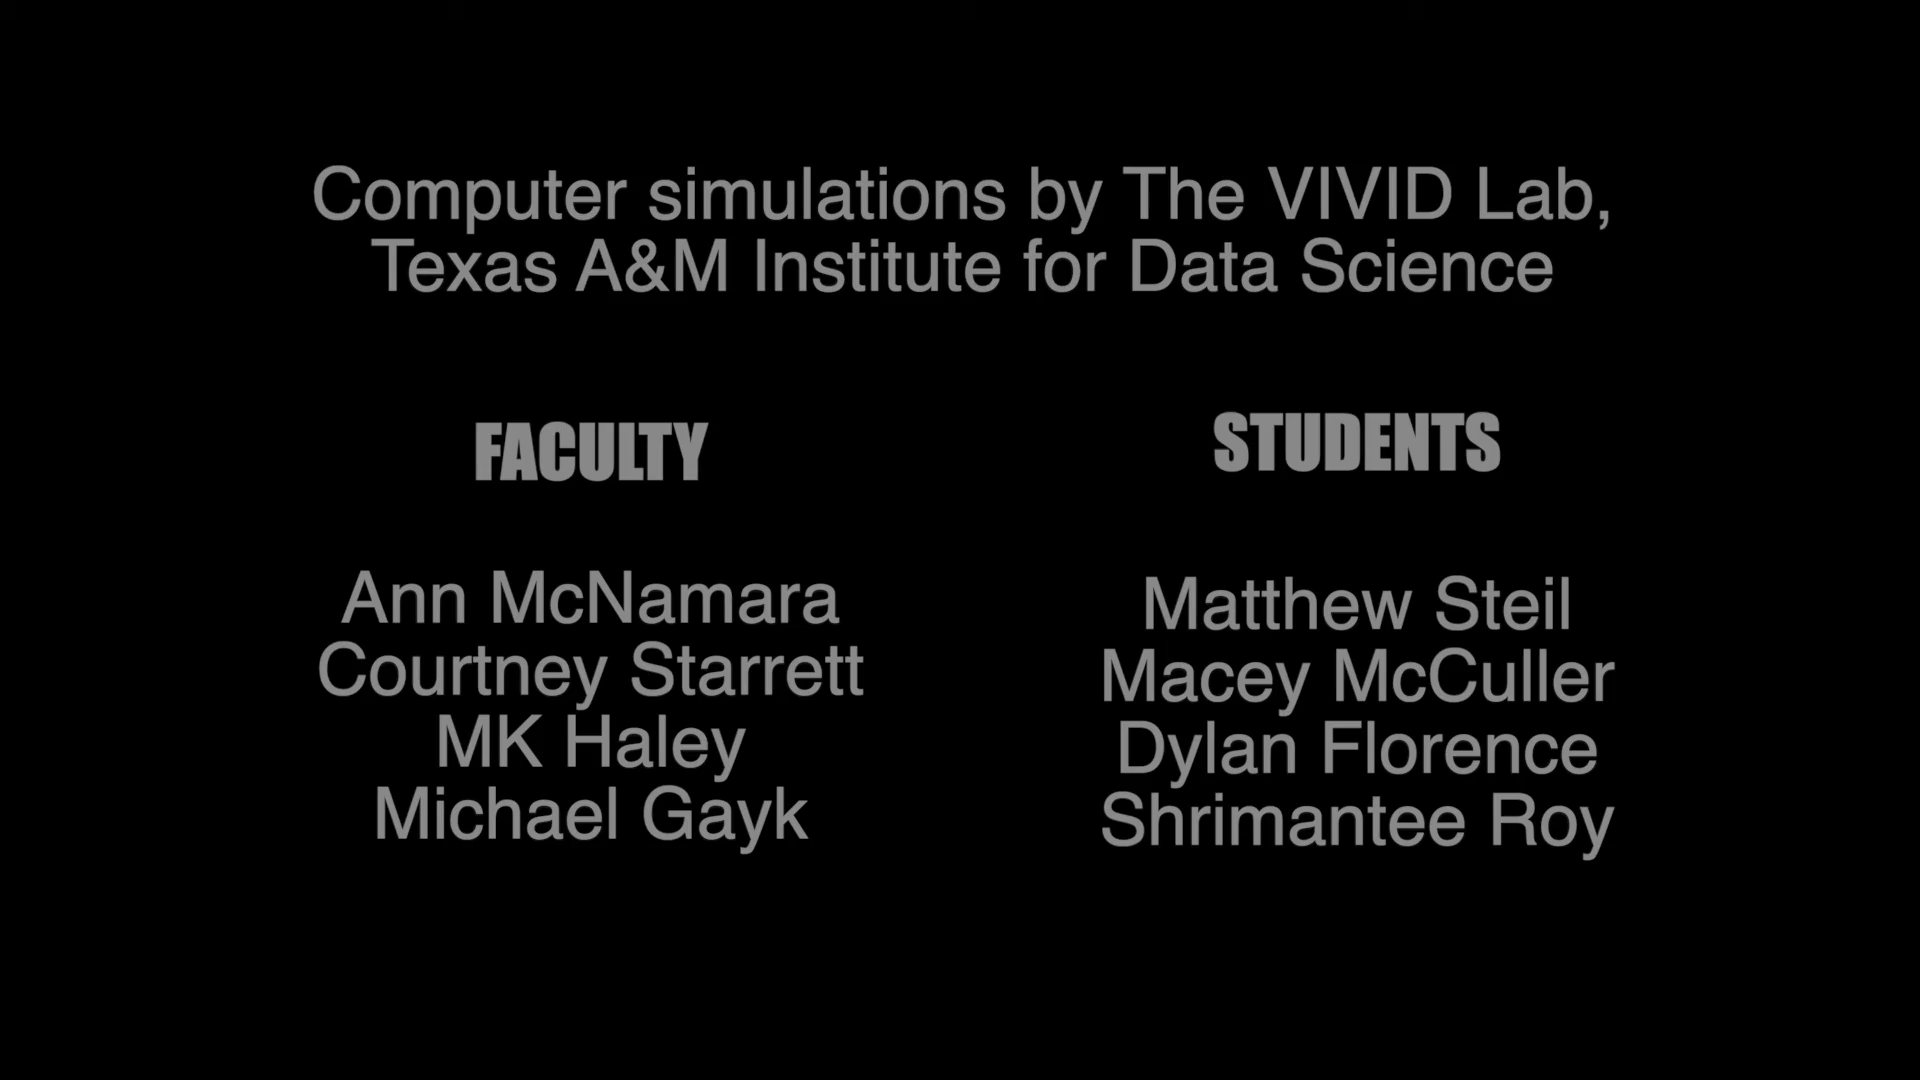 Computer simulations by The VIVID Lab,
Texas A&M Institute for Data Science
FACULTY
Ann McNamara
Courtney Starrett
MK Haley
Michael Gayk
STUDENTS
Matthew Steil
Macey McCuller
Dylan Florence
Shrimantee Roy